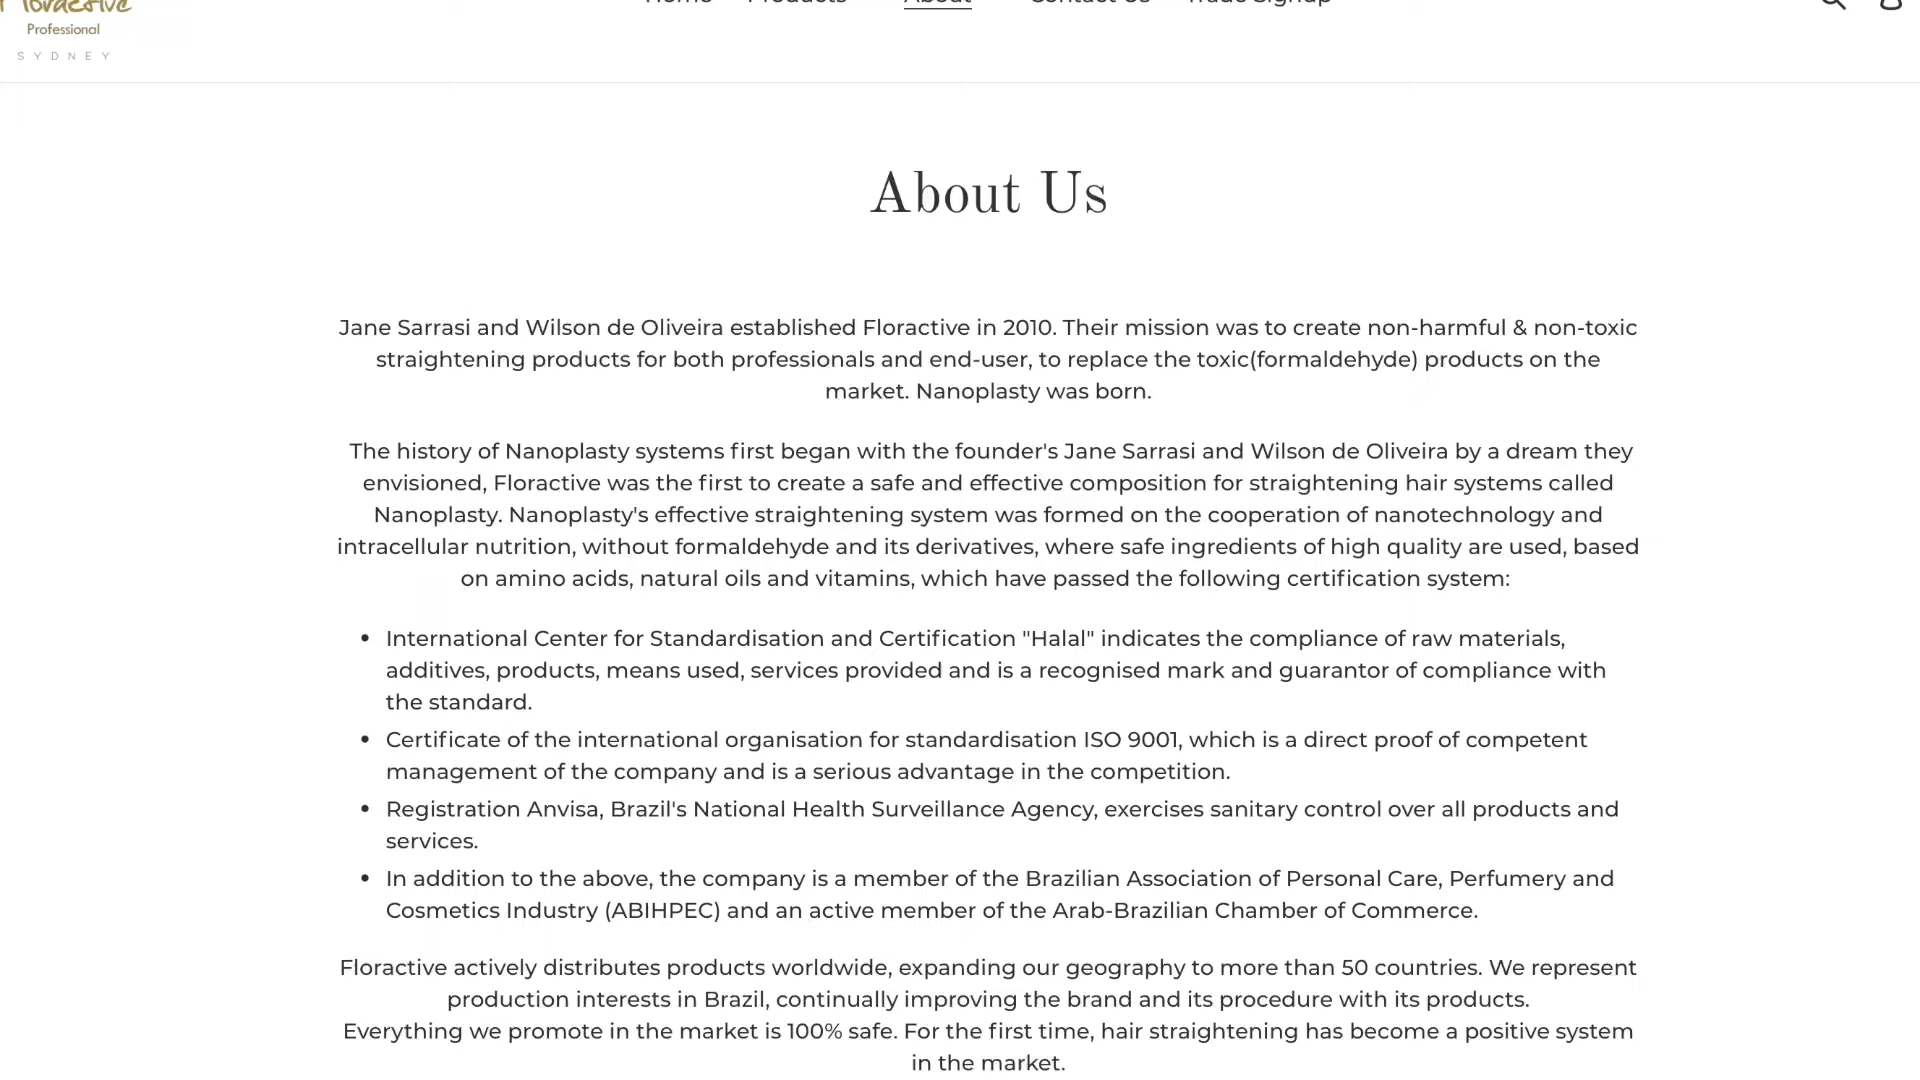 Floractive
Professional
SYDNEY
Home Products About Contact Us Trade Signup
About Us
Jane Sarrasi and Wilson de Oliveira established Floractive in 2010. Their mission was to create non-harmful & non-toxic
straightening products for both professionals and end-user, to replace the toxic(formaldehyde) products on the
market. Nanoplasty was born.
The history of Nanoplasty systems first began with the founder's Jane Sarrasi and Wilson de Oliveira by a dream they
envisioned, Floractive was the first to create a safe and effective composition for straightening hair systems called
Nanoplasty. Nanoplasty's effective straightening system was formed on the cooperation of nanotechnology and
intracellular nutrition, without formaldehyde and its derivatives, where safe ingredients of high quality are used, based
on amino acids, natural oils and vitamins, which have passed the following certification system:
• International Center for Standardisation and Certification "Halal" indicates the compliance of raw materials,
additives, products, means used, services provided and is a recognised mark and guarantor of compliance with
the standard.
• Certificate of the international organisation for standardisation ISO 9001, which is a direct proof of competent
management of the company and is a serious advantage in the competition.
• Registration Anvisa, Brazil's National Health Surveillance Agency, exercises sanitary control over all products and
services.
• In addition to the above, the company is a member of the Brazilian Association of Personal Care, Perfumery and
Cosmetics Industry (ABIHPEC) and an active member of the Arab-Brazilian Chamber of Commerce.
Floractive actively distributes products worldwide, expanding our geography to more than 50 countries. We represent
production interests in Brazil, continually improving the brand and its procedure with its products.
Everything we promote in the market is 100% safe. For the first time, hair straightening has become a positive system
in the market.